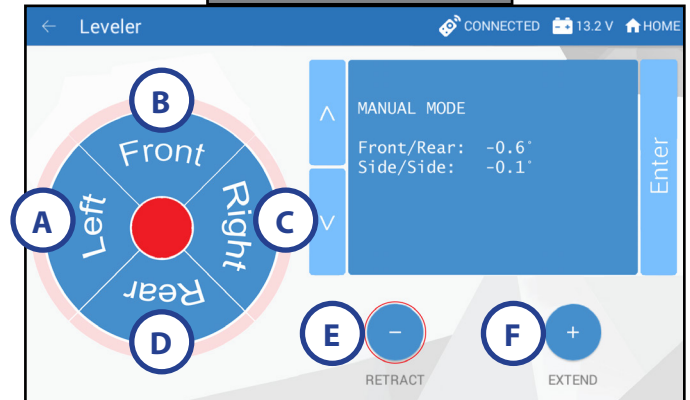 ← Leveler CONNECTED 13.2 V HOME
B
Front
A
Left
Right
C
Rear
D
MANUAL MODE
Front/Rear: -0.6°
Side/Side: -0.1°
Enter
E
−
RETRACT
F
+
EXTEND